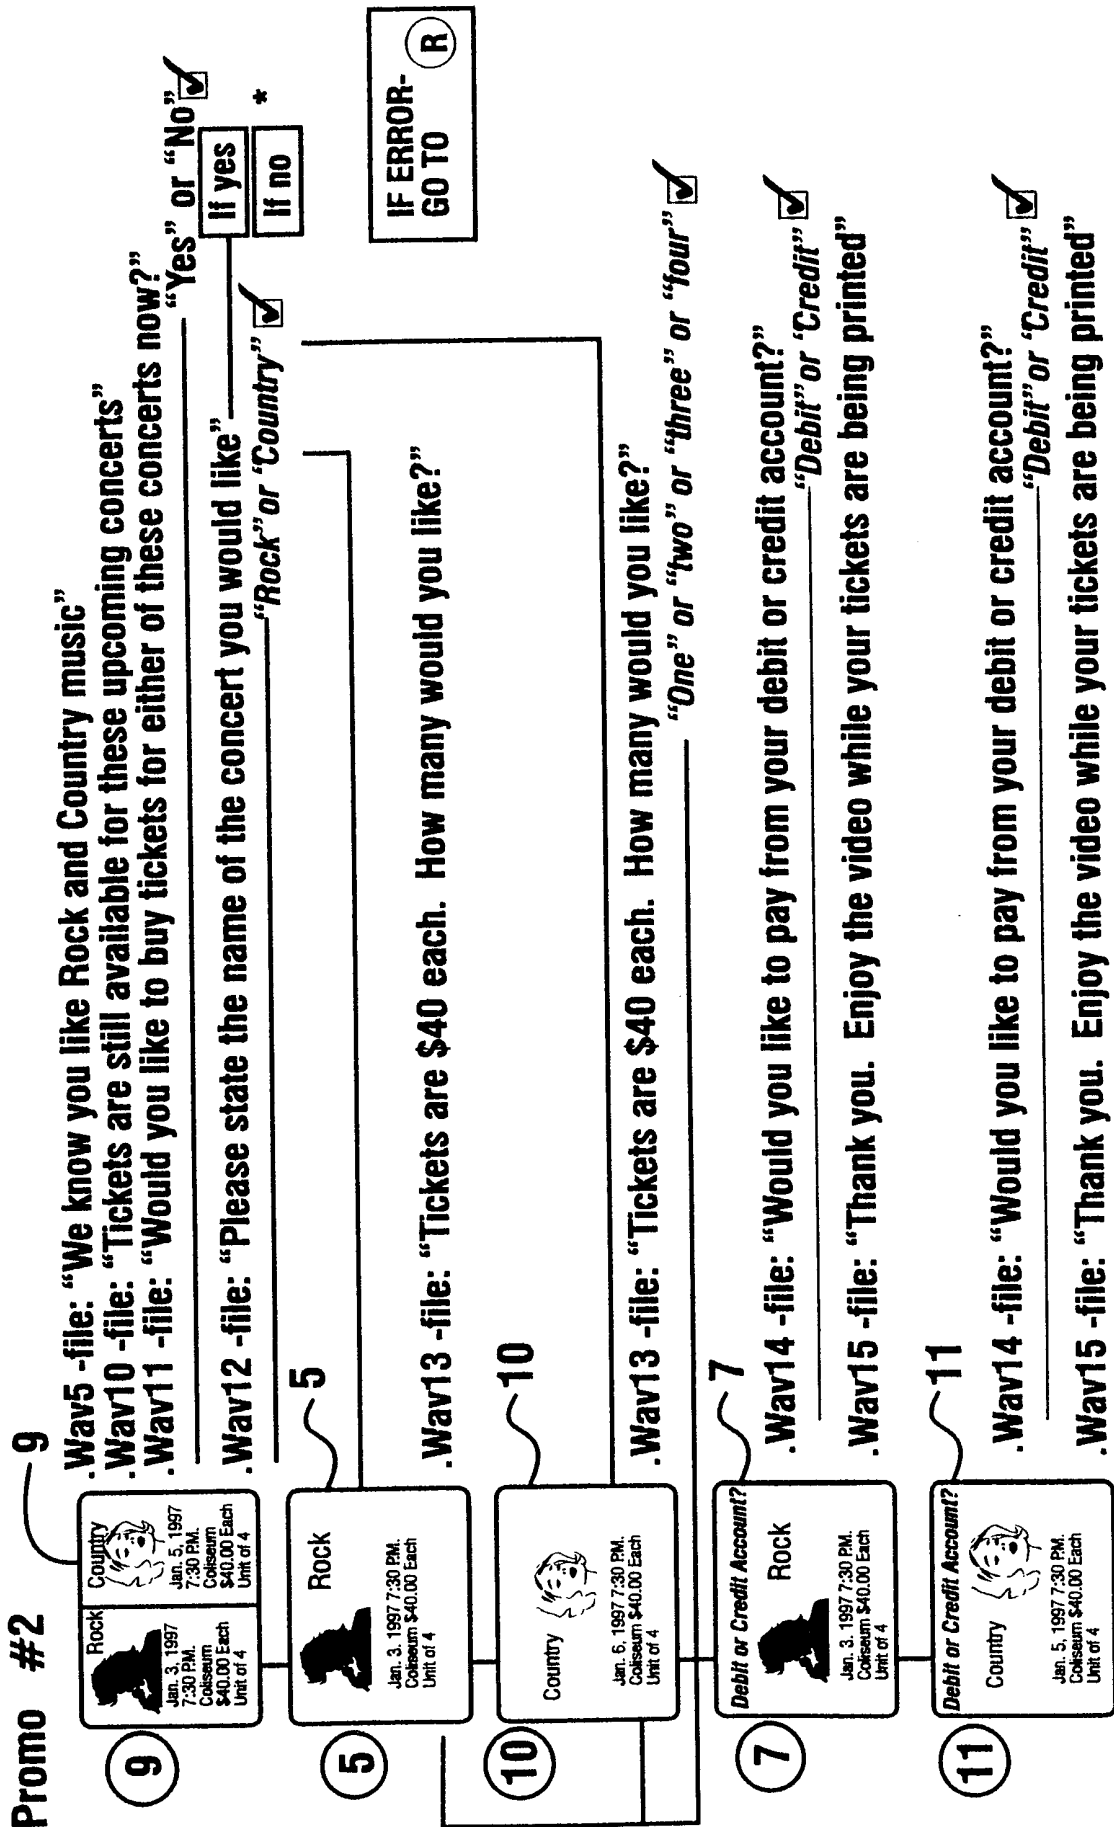 Promo #2
9
9
Rock
Jan. 3, 1997
7:30 P.M.
Coliseum
$40.00 Each
Unit of 4
Country
Jan. 5, 1997
7:30 P.M.
Coliseum
$40.00 Each
Unit of 4
.Wav5 -file: “We know you like Rock and Country music”
.Wav10 -file: “Tickets are still available for these upcoming concerts”
.Wav11 -file: “Would you like to buy tickets for either of these concerts now?”
“Yes” or “No”
If yes
If no *
.Wav12 -file: “Please state the name of the concert you would like”
“Rock” or ‘Country”
IF ERROR-
GO TO R
5
5
Rock
Jan. 3. 1997 7:30 P.M.
Coliseum $40.00 Each
Unit of 4
.Wav13 -file: “Tickets are $40 each. How many would you like?”
10
10
Country
Jan. 6, 1997 7:30 P.M.
Coliseum $40.00 Each
Unit of 4
.Wav13 -file: “Tickets are $40 each. How many would you like?”
“One” or “two” or “three” or “four”
7
7
Debit or Credit Account?
Rock
Jan. 3. 1997 7:30 P.M.
Coliseum $40.00 Each
Unit of 4
.Wav14 -file: “Would you like to pay from your debit or credit account?”
“Debit” or ‘Credit”
.Wav15 -file: “Thank you. Enjoy the video while your tickets are being printed”
11
11
Debit or Credit Account?
Country
Jan. 5, 1997 7:30 P.M.
Coliseum $40.00 Each
Unit of 4
.Wav14 -file: “Would you like to pay from your debit or credit account?”
“Debit” or ‘Credit”
.Wav15 -file: “Thank you. Enjoy the video while your tickets are being printed”